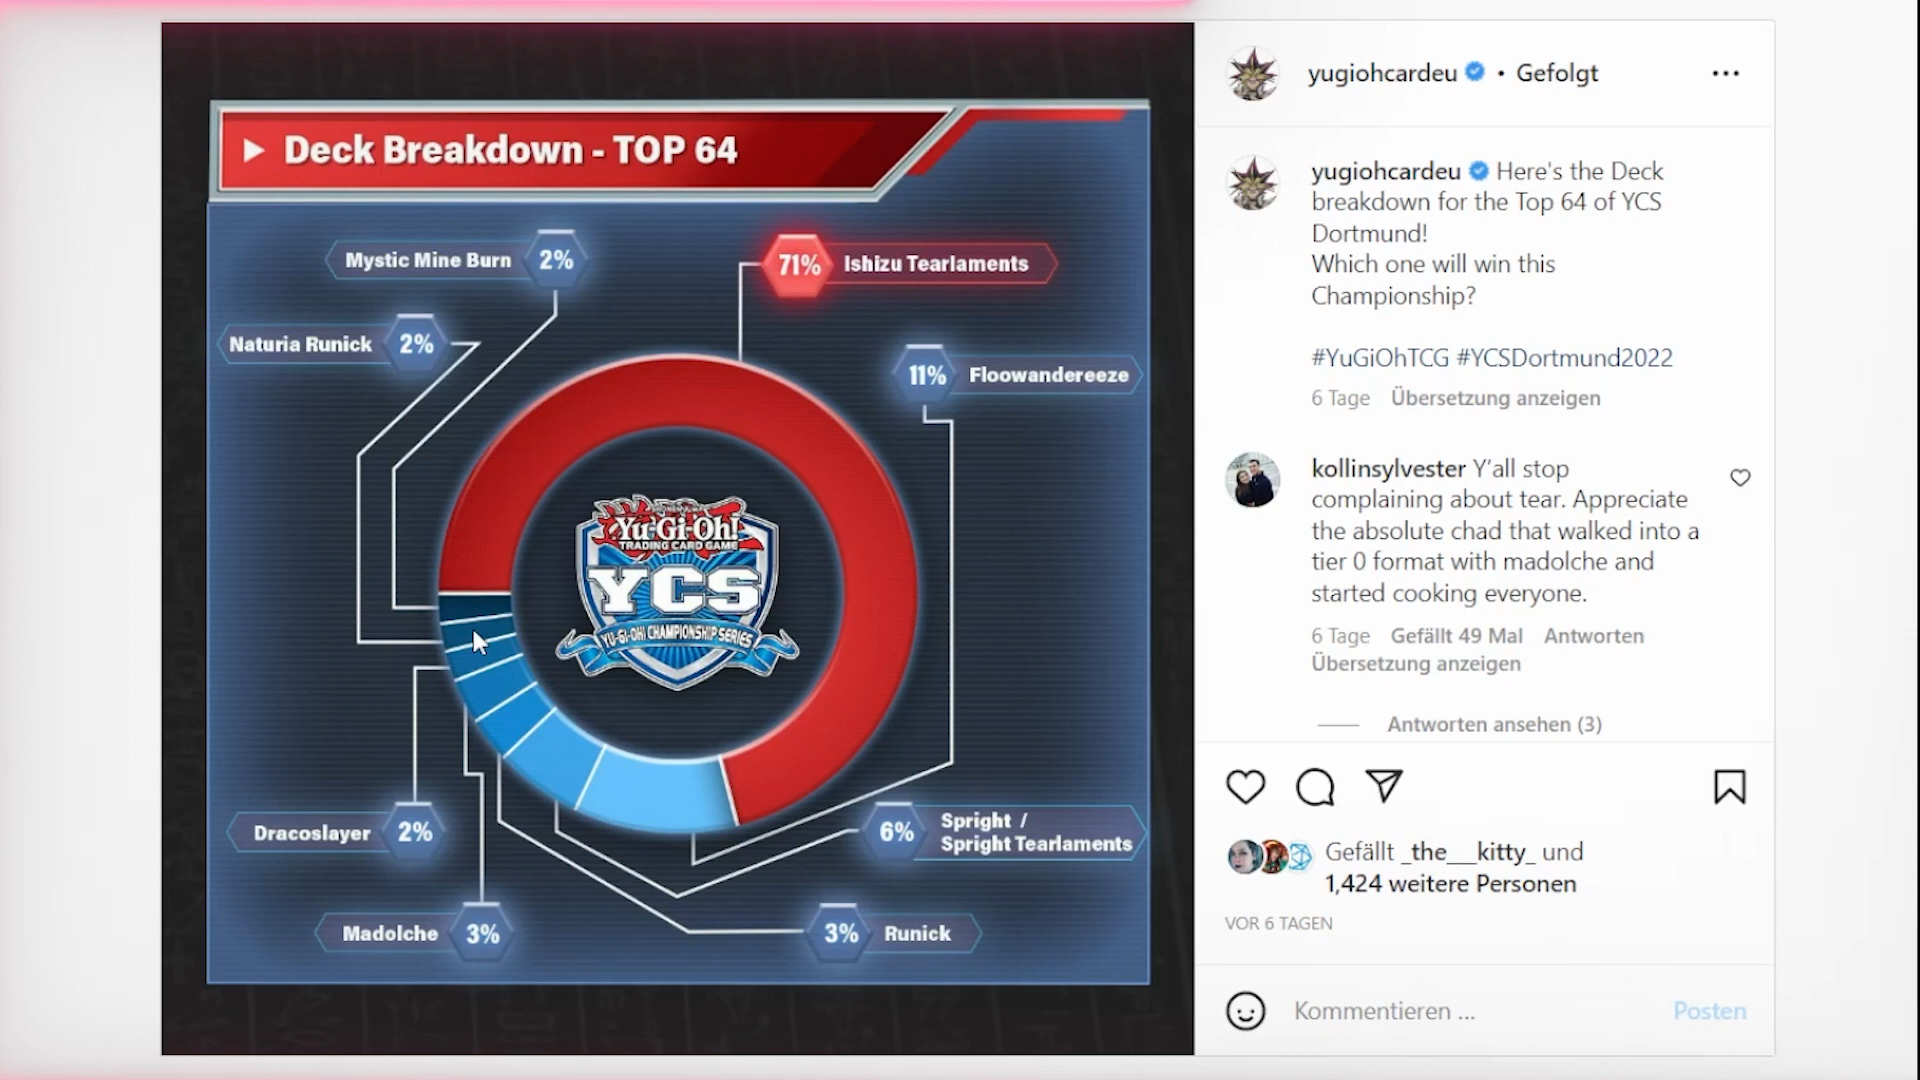 Deck Breakdown - TOP 64
Mystic Mine Burn 2%
71% Ishizu Tearlaments
Naturia Runick 2%
11% Floowandereeze
Yu-Gi-Oh!
TRADING CARD GAME
YCS
YU-GI-OH! CHAMPIONSHIP SERIES
Dracoslayer 2%
6% Spright /
Spright Tearlaments
Madolche 3%
3% Runick
yugiohcardeu • Gefolgt
yugiohcardeu Here's the Deck
breakdown for the Top 64 of YCS
Dortmund!
Which one will win this
Championship?
#YuGiOhTCG #YCSDortmund2022
6 Tage Übersetzung anzeigen
kollinsylvester Y’all stop
complaining about tear. Appreciate
the absolute chad that walked into a
tier 0 format with madolche and
started cooking everyone.
6 Tage Gefällt 49 Mal Antworten
Übersetzung anzeigen
Antworten ansehen (3)
Gefällt _the__kitty_ und
1,424 weitere Personen
VOR 6 TAGEN
Kommentieren ... Posten